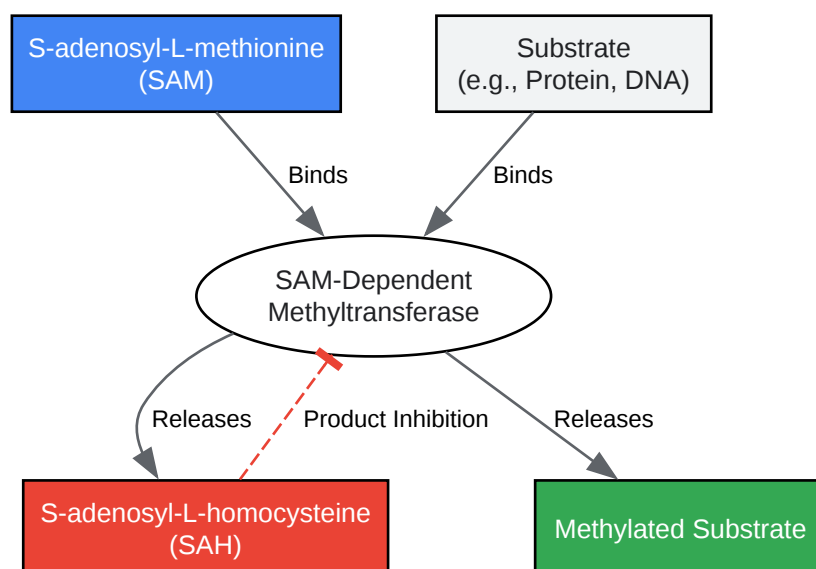 S-adenosyl-L-methionine
(SAM)
Substrate
(e.g., Protein, DNA)
Binds
Binds
SAM-Dependent
Methyltransferase
Releases
Product Inhibition
Releases
S-adenosyl-L-homocysteine
(SAH)
Methylated Substrate